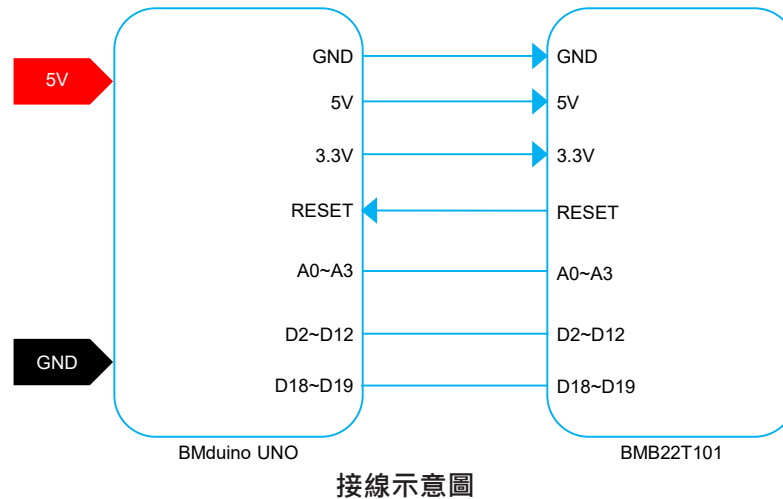 5V
GND
GND
5V
3.3V
RESET
A0~A3
D2~D12
D18~D19
BMduino UNO
GND
5V
3.3V
RESET
A0~A3
D2~D12
D18~D19
BMB22T101
接線示意圖